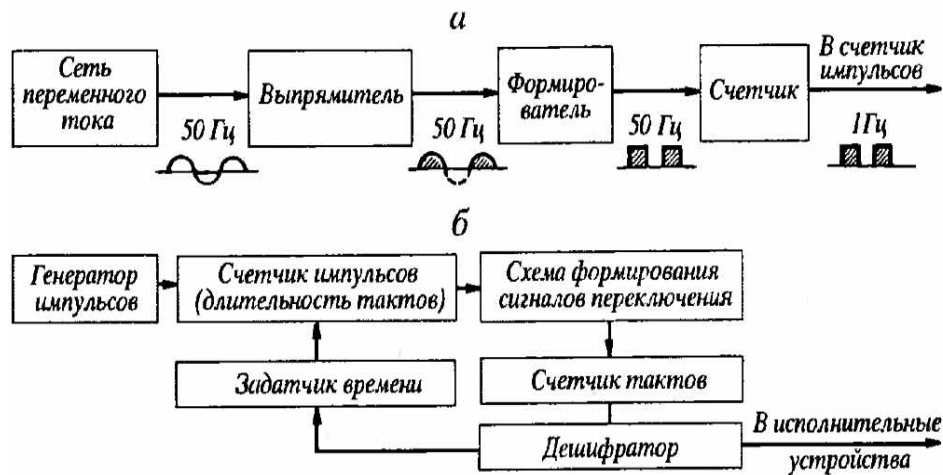 а
Сеть
переменного
тока
Выпрямитель
Формиро-
ватель
Счетчик
В счетчик
импульсов
50 Гц
50 Гц
50 Гц
1Гц
б
Генератор
импульсов
Счетчик импульсов
(длительность тактов)
Схема формирования
сигналов переключения
Задатчик времени
Счетчик тактов
Дешифратор
В исполнительные
устройства